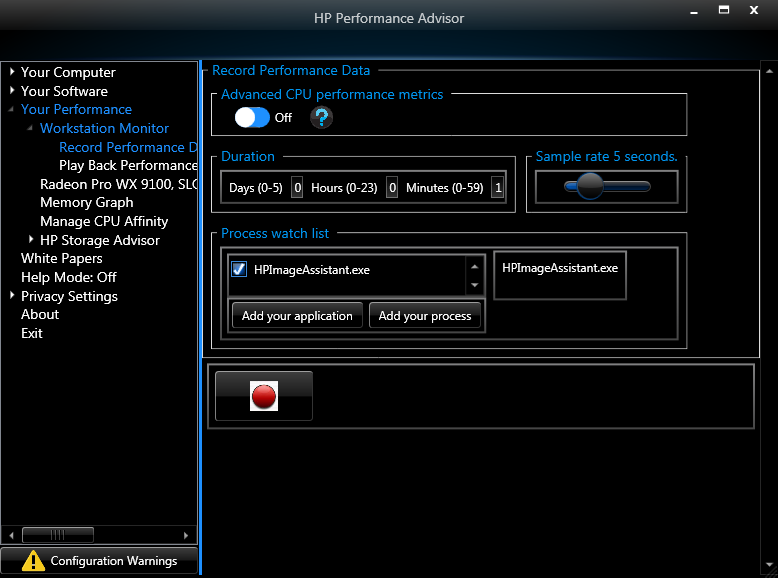 HP Performance Advisor
Your Computer
Your Software
Your Performance
Workstation Monitor
Record Performance D
Play Back Performance
Radeon Pro WX 9100, SLO
Memory Graph
Manage CPU Affinity
HP Storage Advisor
White Papers
Help Mode: Off
Privacy Settings
About
Exit
Configuration Warnings
Record Performance Data
Advanced CPU performance metrics
Off ?
Duration
Days (0-5) 0 Hours (0-23) 0 Minutes (0-59) 1
Sample rate 5 seconds.
Process watch list
HPImageAssistant.exe
HPImageAssistant.exe
Add your application
Add your process